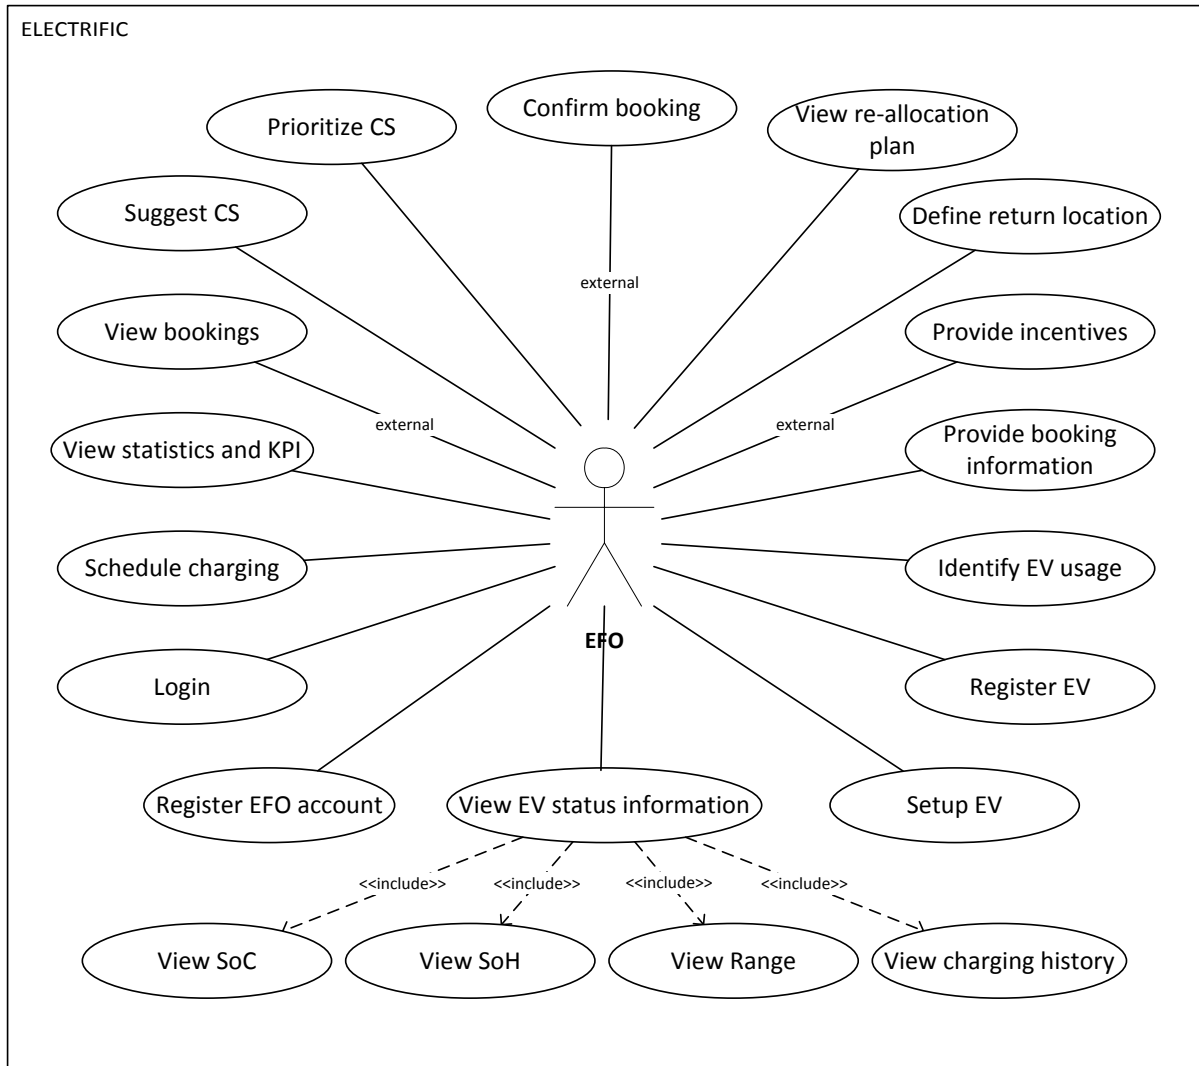 ELECTRIFIC
Confirm booking
Prioritize CS
View re-allocation
plan
Suggest CS
Define return location
external
View bookings
Provide incentives
external
external
View statistics and KPI
Provide booking
information
Schedule charging
Identify EV usage
EFO
Login
Register EV
Register EFO account
View EV status information
Setup EV
<<include>>
<<include>>
<<include>>
<<include>>
View SoC
View SoH
View Range
View charging history